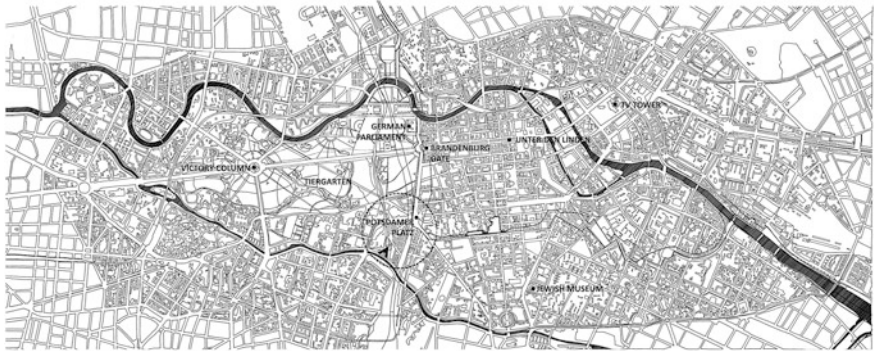 TV TOWER
GERMAN
PARLIAMENT
BRANDENBURG
GATE
UNTER DEN LINDEN
VICTORY COLUMN
TIERGARTEN
POTSDAMER
PLATZ
JEWISH MUSEUM